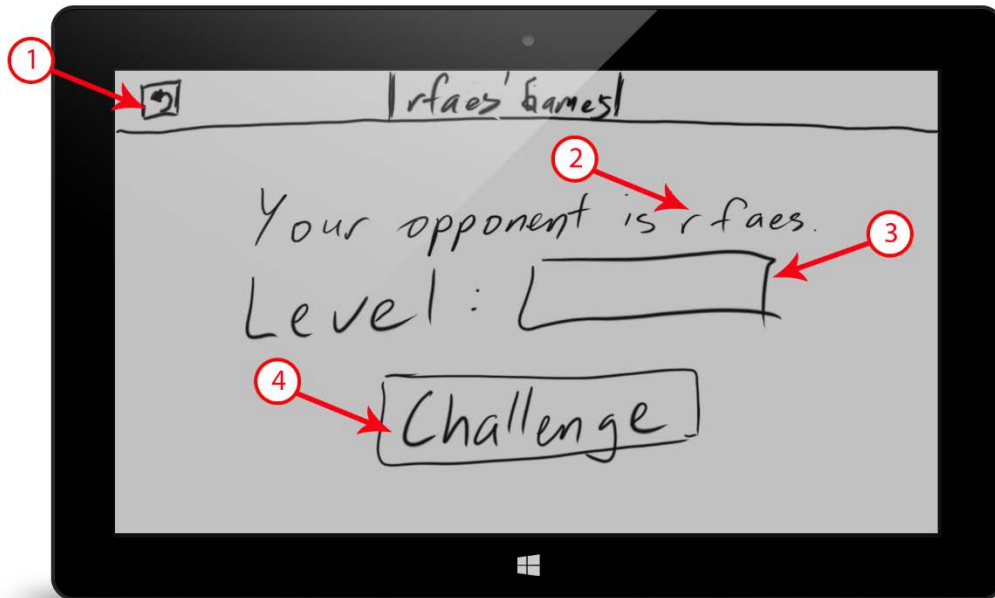 1
rfaes' Games
2
Your opponent is rfaes.
3
Level:
4
Challenge